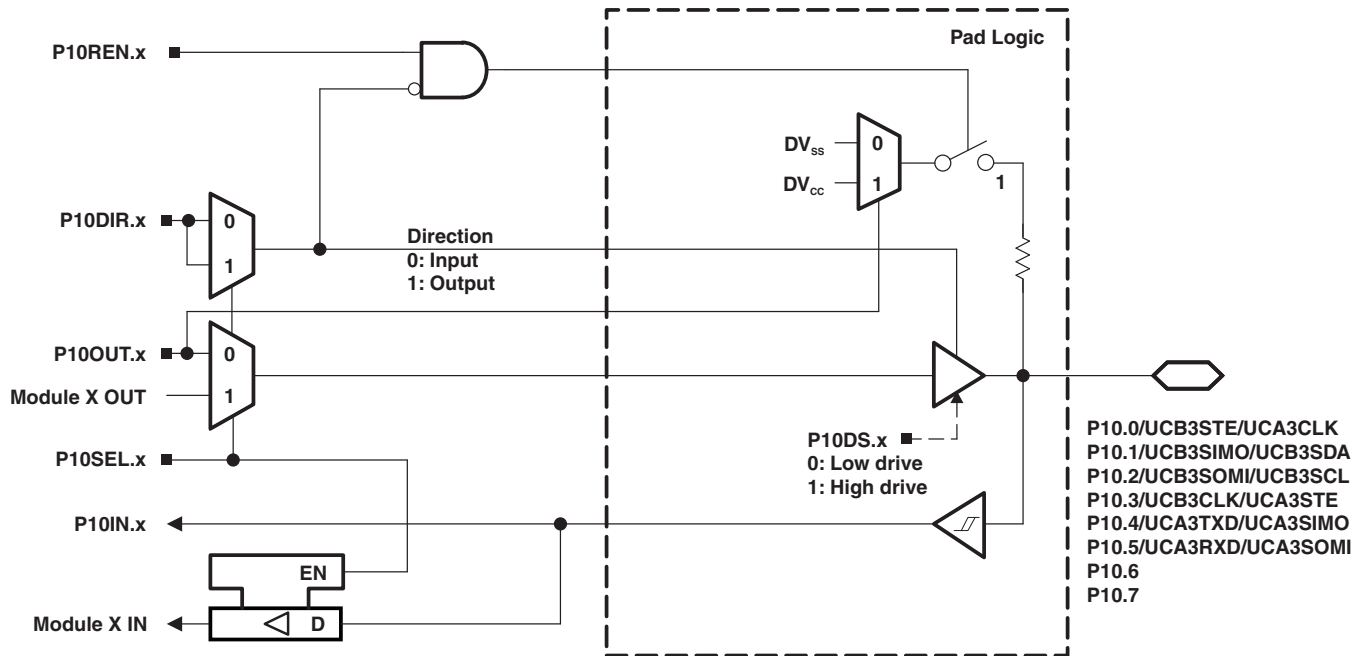 Pad Logic
P10REN.x
DVSS
0
DVCC
1
1
P10DIR.x
0
1
Direction
0: Input
1: Output
P10OUT.x
0
Module X OUT
1
P10DS.x
0: Low drive
1: High drive
P10SEL.x
P10IN.x
EN
Module X IN
D
P10.0/UCB3STE/UCA3CLK
P10.1/UCB3SIMO/UCB3SDA
P10.2/UCB3SOMI/UCB3SCL
P10.3/UCB3CLK/UCA3STE
P10.4/UCA3TXD/UCA3SIMO
P10.5/UCA3RXD/UCA3SOMI
P10.6
P10.7